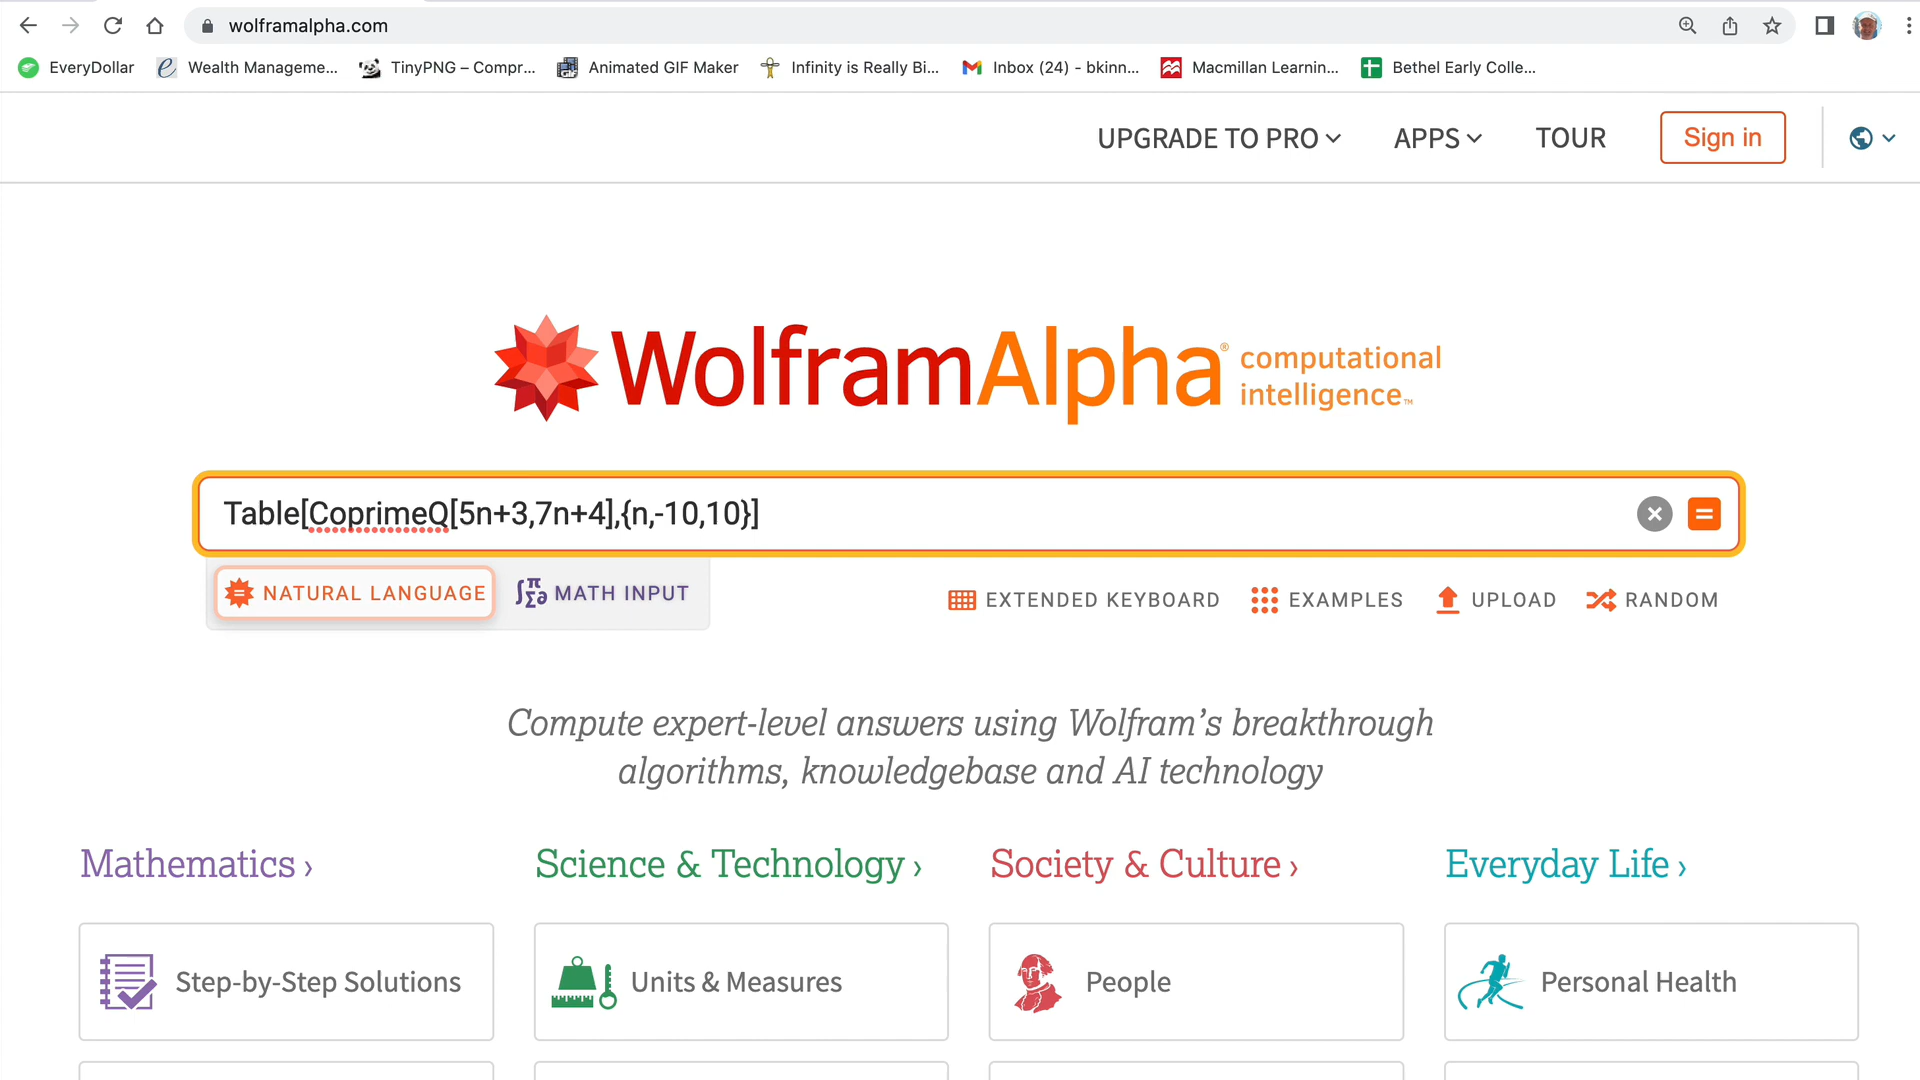 wolframalpha.com
EveryDollar Wealth Manageme... TinyPNG – Compr... Animated GIF Maker Infinity is Really Bi... Inbox (24) - bkinn... Macmillan Learnin... Bethel Early Colle...
UPGRADE TO PRO APPS TOUR Sign in
WolframAlpha® computational
intelligence™
Table[CoprimeQ[5n+3,7n+4],{n,-10,10}]
NATURAL LANGUAGE MATH INPUT EXTENDED KEYBOARD EXAMPLES UPLOAD RANDOM
Compute expert-level answers using Wolfram's breakthrough
algorithms, knowledgebase and AI technology
Mathematics › Science & Technology › Society & Culture › Everyday Life ›
Step-by-Step Solutions Units & Measures People Personal Health